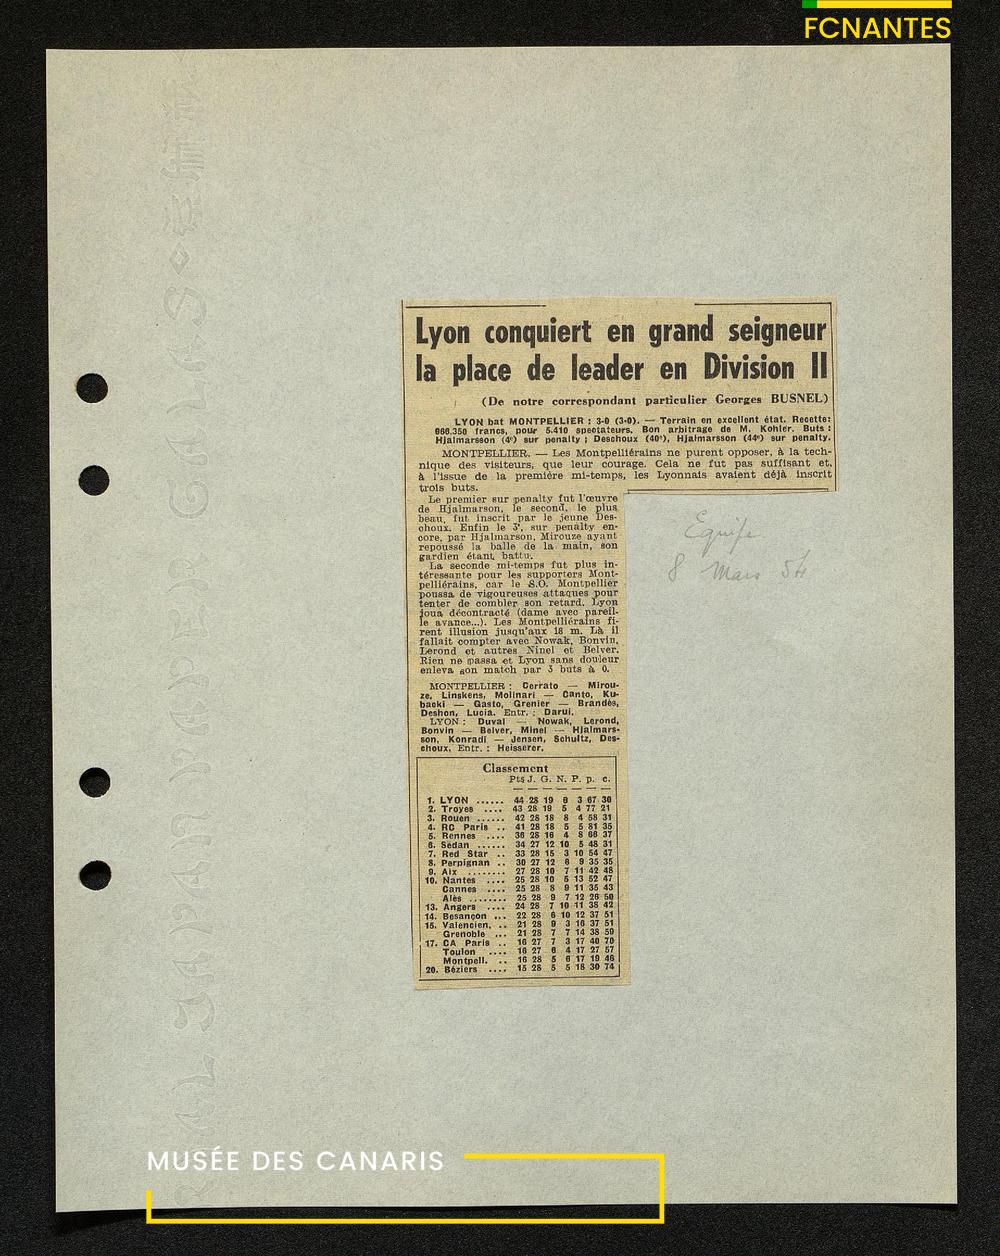 FCNANTES
Lyon conquiert en grand seigneur
la place de leader en Division II
(De notre correspondant particulier Georges BUSNEL)
LYON bat MONTPELLIER : 3-0 (3-0). — Terrain en excellent état. Recette:
666.350 francs, pour 5.410 spectateurs. Bon arbitrage de M. Kohler. Buts :
Hjalmarsson (4e) sur penalty ; Deschoux (40e), Hjalmarsson (44e) sur penalty.
MONTPELLIER. — Les Montpelliérains ne purent opposer, à la tech-
nique des visiteurs, que leur courage. Cela ne fut pas suffisant et,
à l'issue de la première mi-temps, les Lyonnais avaient déjà inscrit
trois buts.
Le premier sur penalty fut l'œuvre
de Hjalmarson, le second, le plus
beau, fut inscrit par le jeune Des-
choux. Enfin le 3e, sur penalty en-
core, par Hjalmarson, Mirouze ayant
repoussé la balle de la main, son
gardien étant battu.
La seconde mi-temps fut plus in-
téressante pour les supporters Mont-
pelliérains, car le S.O. Montpellier
poussa de vigoureuses attaques pour
tenter de combler son retard. Lyon
joua décontracté (dame avec pareil-
le avance...). Les Montpelliérains fi-
rent illusion jusqu'aux 18 m. Là il
fallait compter avec Nowak, Bonvin,
Lerond et autres Ninel et Belver.
Rien ne passa et Lyon sans douleur
enleva son match par 3 buts à 0.
MONTPELLIER : Cerrato — Mirou-
ze, Linskens, Molinari — Canto, Ku-
backi — Gasto, Grenier — Brandès,
Deshon, Lucia. Entr. : Darui.
LYON : Duval — Nowak, Lerond,
Bonvin — Belver, Minel — Hjalmars-
son, Konradi — Jensen, Schultz, Des-
choux. Entr. : Heisserer.
Equipe
8 Mars 54
Classement
Pts J. G. N. P. p. c.
1. LYON ...... 44 28 19 6 3 67 30
2. Troyes .... 43 28 19 5 4 77 21
3. Rouen ...... 42 28 18 6 4 58 31
4. RC Paris .. 41 28 18 5 5 81 35
5. Rennes .... 36 28 16 4 8 66 37
6. Sedan ...... 34 27 12 10 5 48 31
7. Red Star .. 33 28 15 3 10 54 47
8. Perpignan .. 30 27 12 6 9 35 35
9. Aix ........ 27 28 10 7 11 42 48
10. Nantes .... 25 28 10 5 13 52 47
Cannes .... 25 28 8 9 11 35 43
Alès ........ 25 28 9 7 12 26 50
13. Angers .... 24 28 7 10 11 38 42
14. Besançon ... 22 28 6 10 12 37 51
15. Valencien. .. 21 28 9 3 16 37 51
Grenoble ... 21 28 7 7 14 38 59
17. CA Paris .. 16 27 7 3 17 40 70
Toulon .... 16 27 6 4 17 27 57
Montpell. .. 16 28 5 6 17 19 46
20. Béziers .... 15 28 5 5 18 30 74
MUSÉE DES CANARIS